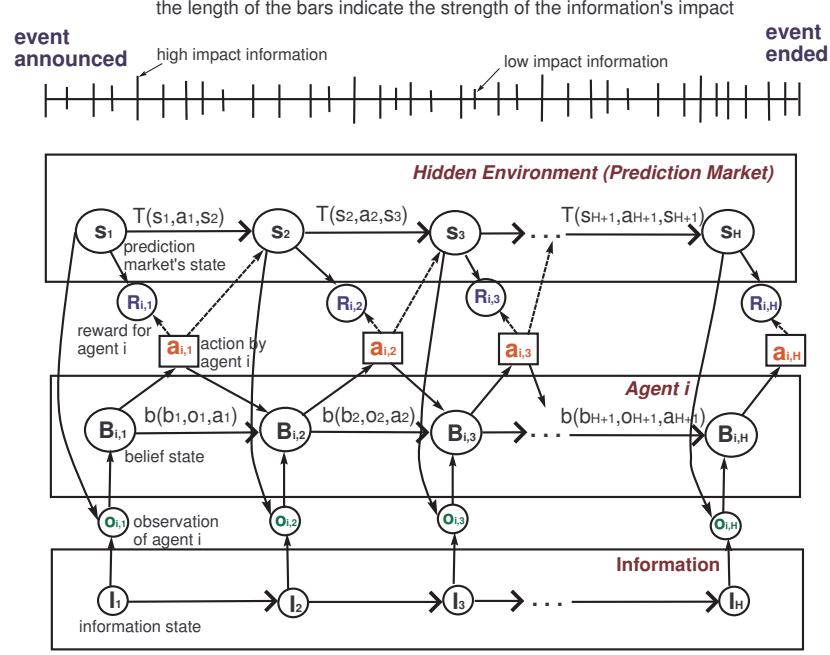 the length of the bars indicate the strength of the information's impact
event
announced
high impact information
low impact information
event
ended
Hidden Environment (Prediction Market)
s1
T(s1,a1,s2)
s2
T(s2,a2,s3)
s3
. . .
T(sH+1,aH+1,sH+1)
sH
prediction
market's state
Ri,1
Ri,2
Ri,3
Ri,H
reward for
agent i
ai,1
action by
agent i
ai,2
ai,3
ai,H
Agent i
Bi,1
b(b1,o1,a1)
Bi,2
b(b2,o2,a2)
Bi,3
. . .
b(bH+1,oH+1,aH+1)
Bi,H
belief state
oi,1
observation
of agent i
oi,2
oi,3
oi,H
Information
I1
I2
I3
. . .
IH
information state